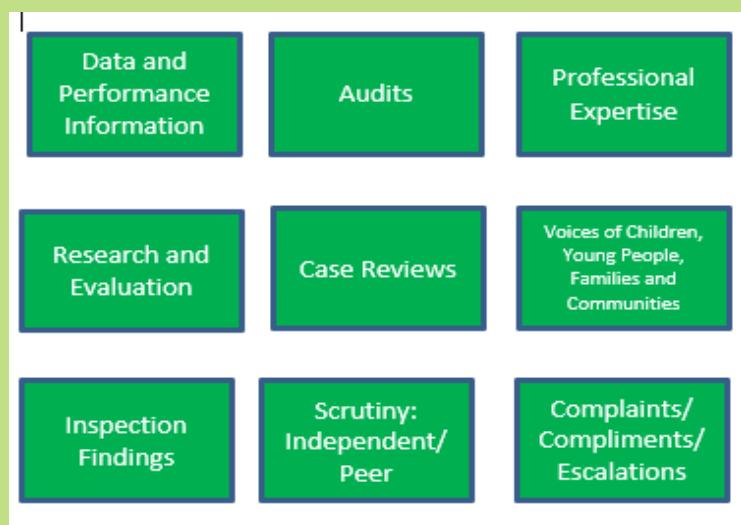 Data and
Performance
Information
Audits
Professional
Expertise
Research and
Evaluation
Case Reviews
Voices of Children,
Young People,
Families and
Communities
Inspection
Findings
Scrutiny:
Independent/
Peer
Complaints/
Compliments/
Escalations